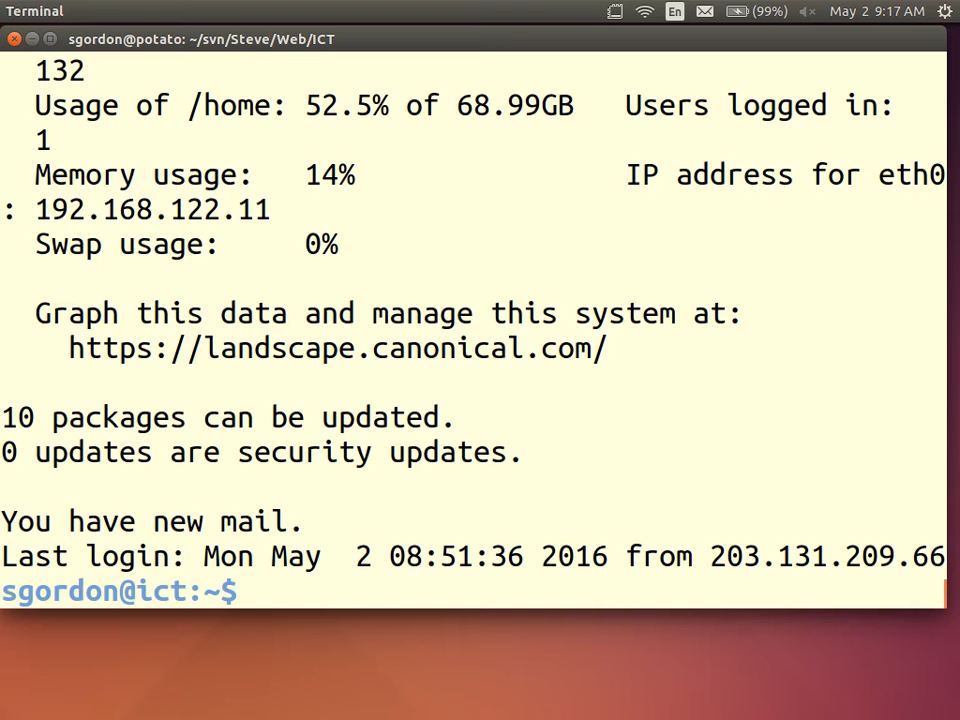 Terminal
En
(99%)
May 2 9:17 AM
sgordon@potato: ~/svn/Steve/Web/ICT
132
Usage of /home: 52.5% of 68.99GB Users logged in:
1
Memory usage: 14% IP address for eth0
: 192.168.122.11
Swap usage: 0%
Graph this data and manage this system at:
https://landscape.canonical.com/
10 packages can be updated.
0 updates are security updates.
You have new mail.
Last login: Mon May 2 08:51:36 2016 from 203.131.209.66
sgordon@ict:~$